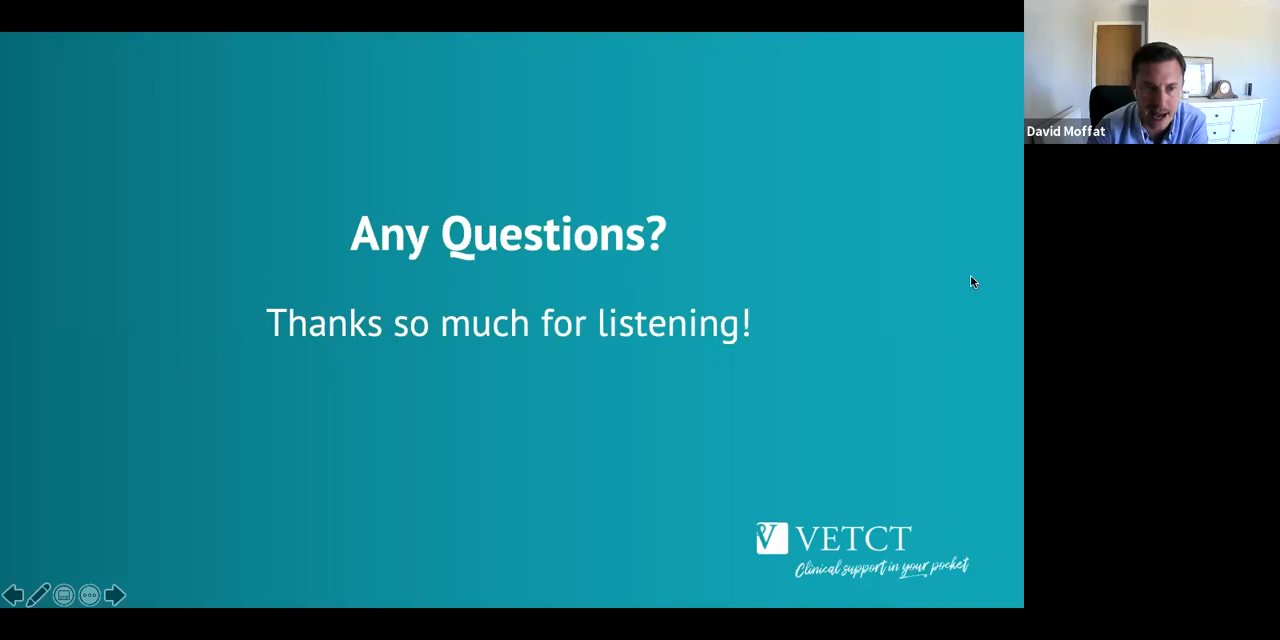 Any Questions?
Thanks so much for listening!
V VETCT
Clinical support in your pocket
David Moffat